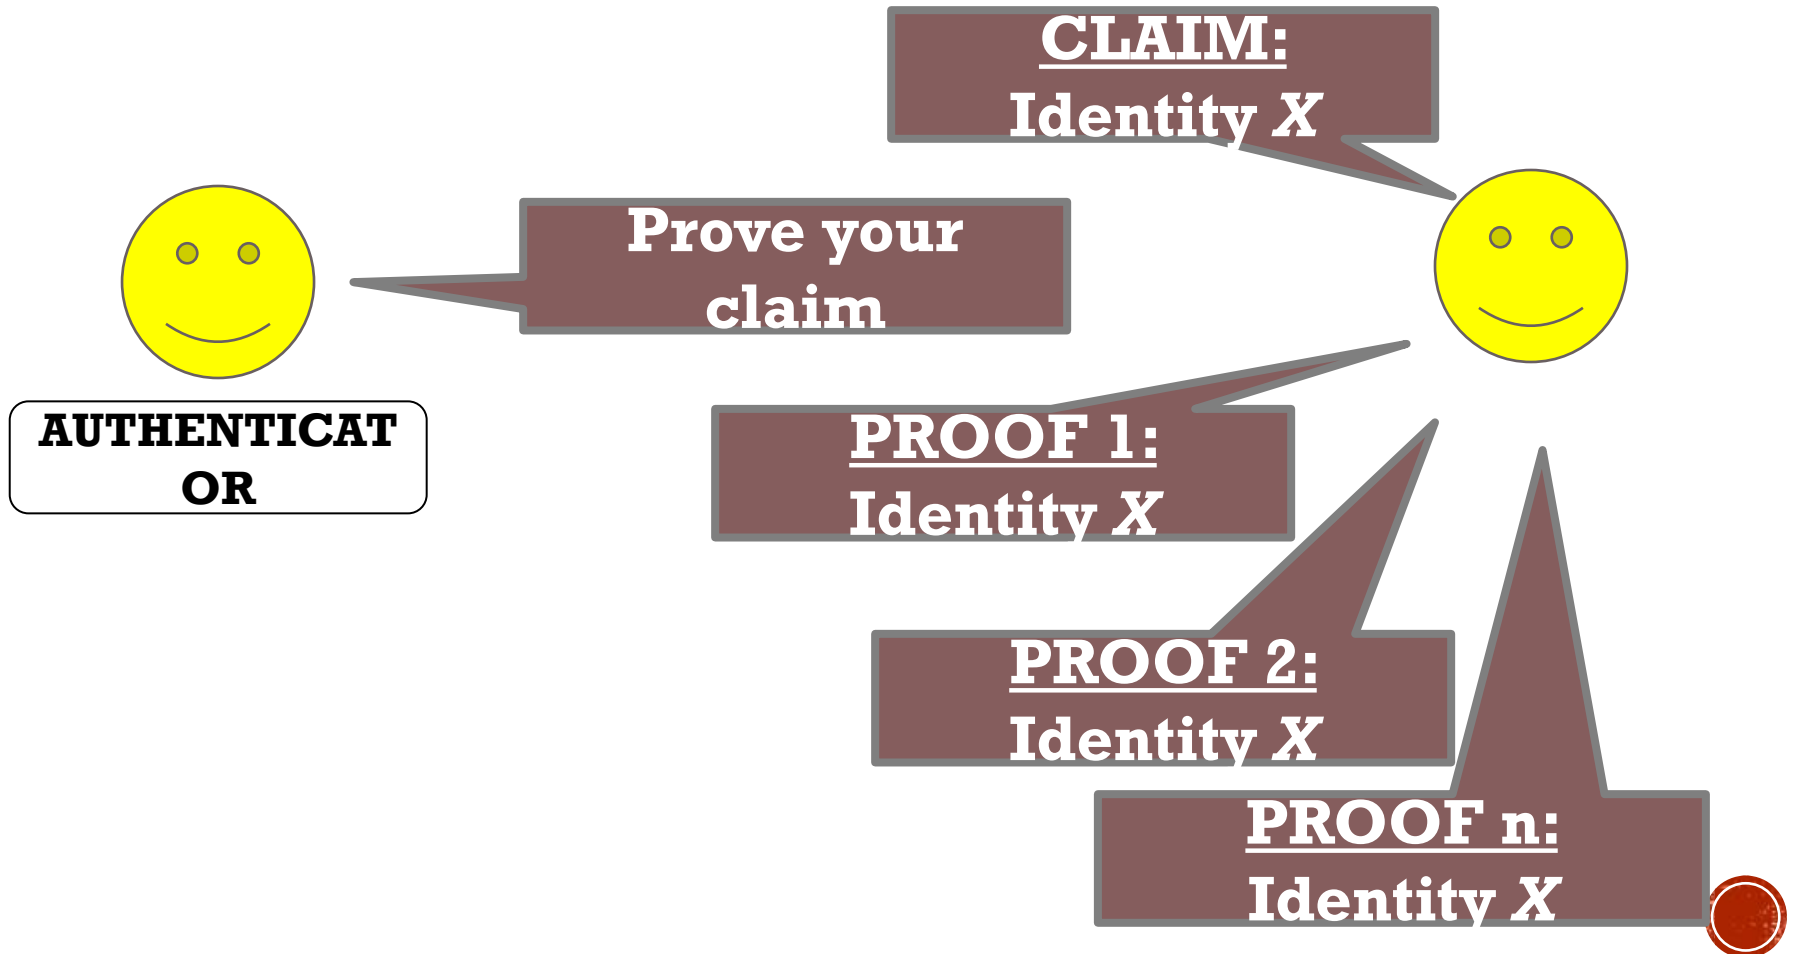 CLAIM:
Identity X
Prove your
claim
AUTHENTICAT
OR
PROOF 1:
Identity X
PROOF 2:
Identity X
PROOF n:
Identity X